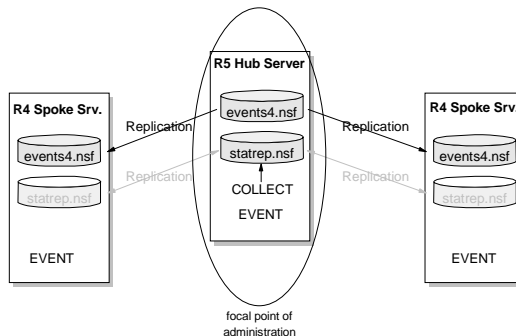 R5 Hub Server
R4 Spoke Srv.
R4 Spoke Srv.
events4.nsf
Replication
Replication
events4.nsf
statrep.nsf
events4.nsf
Replication
Replication
statrep.nsf
COLLECT
statrep.nsf
EVENT
EVENT
EVENT
focal point of
administration